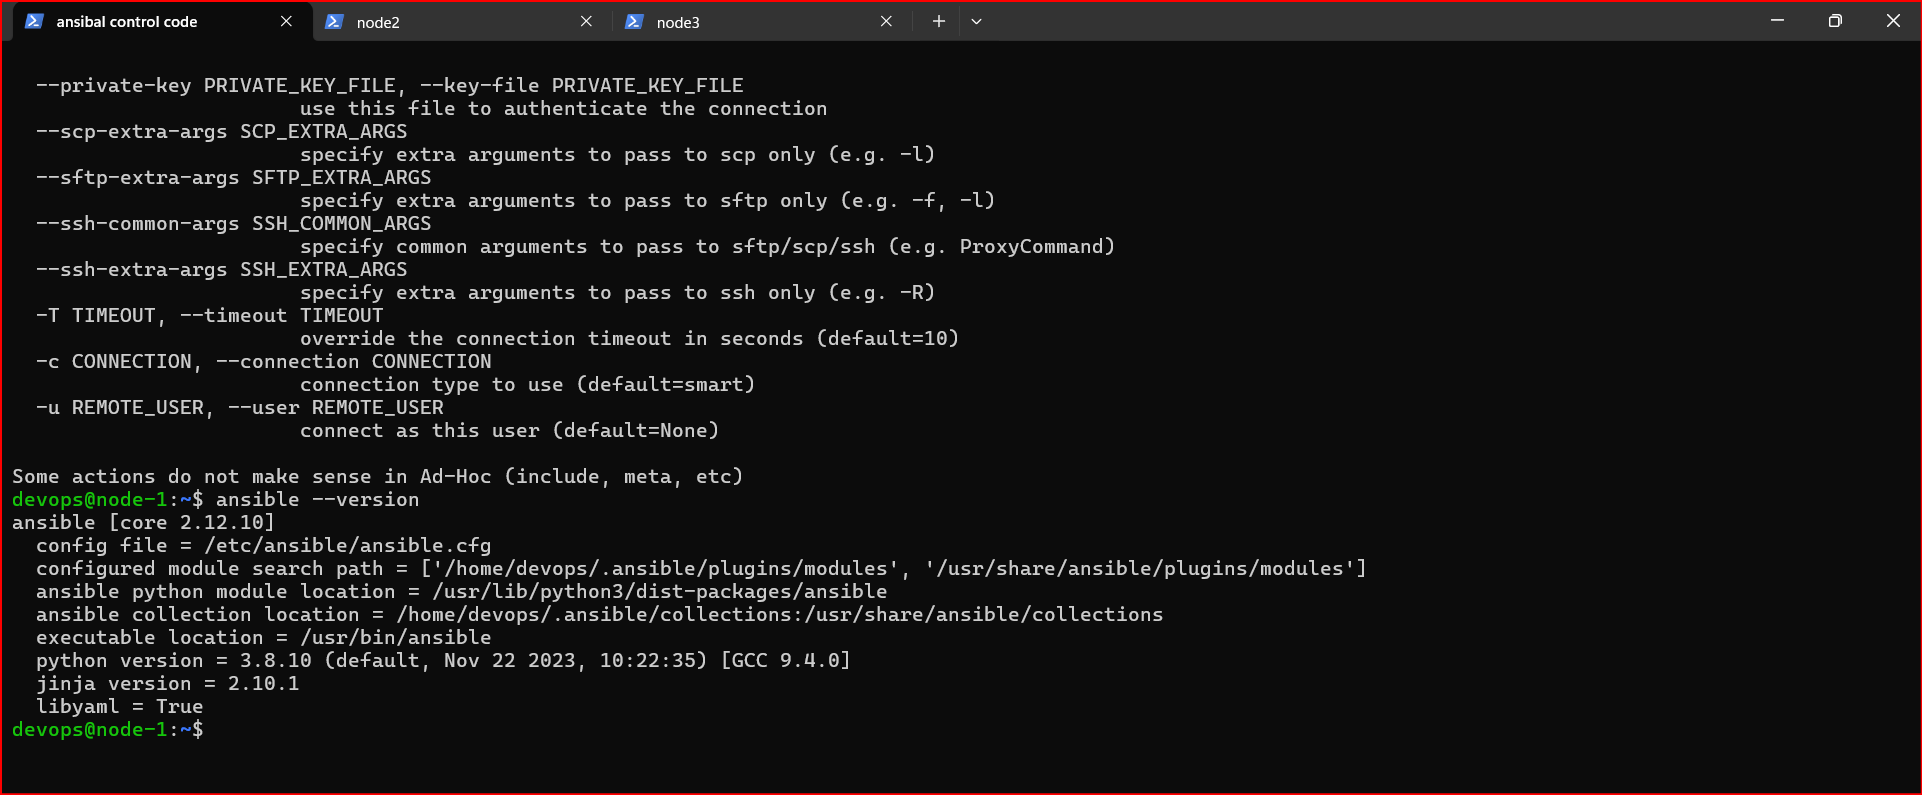 ansibal control code
node2
node3
--private-key PRIVATE_KEY_FILE, --key-file PRIVATE_KEY_FILE
use this file to authenticate the connection
--scp-extra-args SCP_EXTRA_ARGS
specify extra arguments to pass to scp only (e.g. -l)
--sftp-extra-args SFTP_EXTRA_ARGS
specify extra arguments to pass to sftp only (e.g. -f, -l)
--ssh-common-args SSH_COMMON_ARGS
specify common arguments to pass to sftp/scp/ssh (e.g. ProxyCommand)
--ssh-extra-args SSH_EXTRA_ARGS
specify extra arguments to pass to ssh only (e.g. -R)
-T TIMEOUT, --timeout TIMEOUT
override the connection timeout in seconds (default=10)
-c CONNECTION, --connection CONNECTION
connection type to use (default=smart)
-u REMOTE_USER, --user REMOTE_USER
connect as this user (default=None)
Some actions do not make sense in Ad-Hoc (include, meta, etc)
devops@node-1:~$ ansible --version
ansible [core 2.12.10]
config file = /etc/ansible/ansible.cfg
configured module search path = ['/home/devops/.ansible/plugins/modules', '/usr/share/ansible/plugins/modules']
ansible python module location = /usr/lib/python3/dist-packages/ansible
ansible collection location = /home/devops/.ansible/collections:/usr/share/ansible/collections
executable location = /usr/bin/ansible
python version = 3.8.10 (default, Nov 22 2023, 10:22:35) [GCC 9.4.0]
jinja version = 2.10.1
libyaml = True
devops@node-1:~$